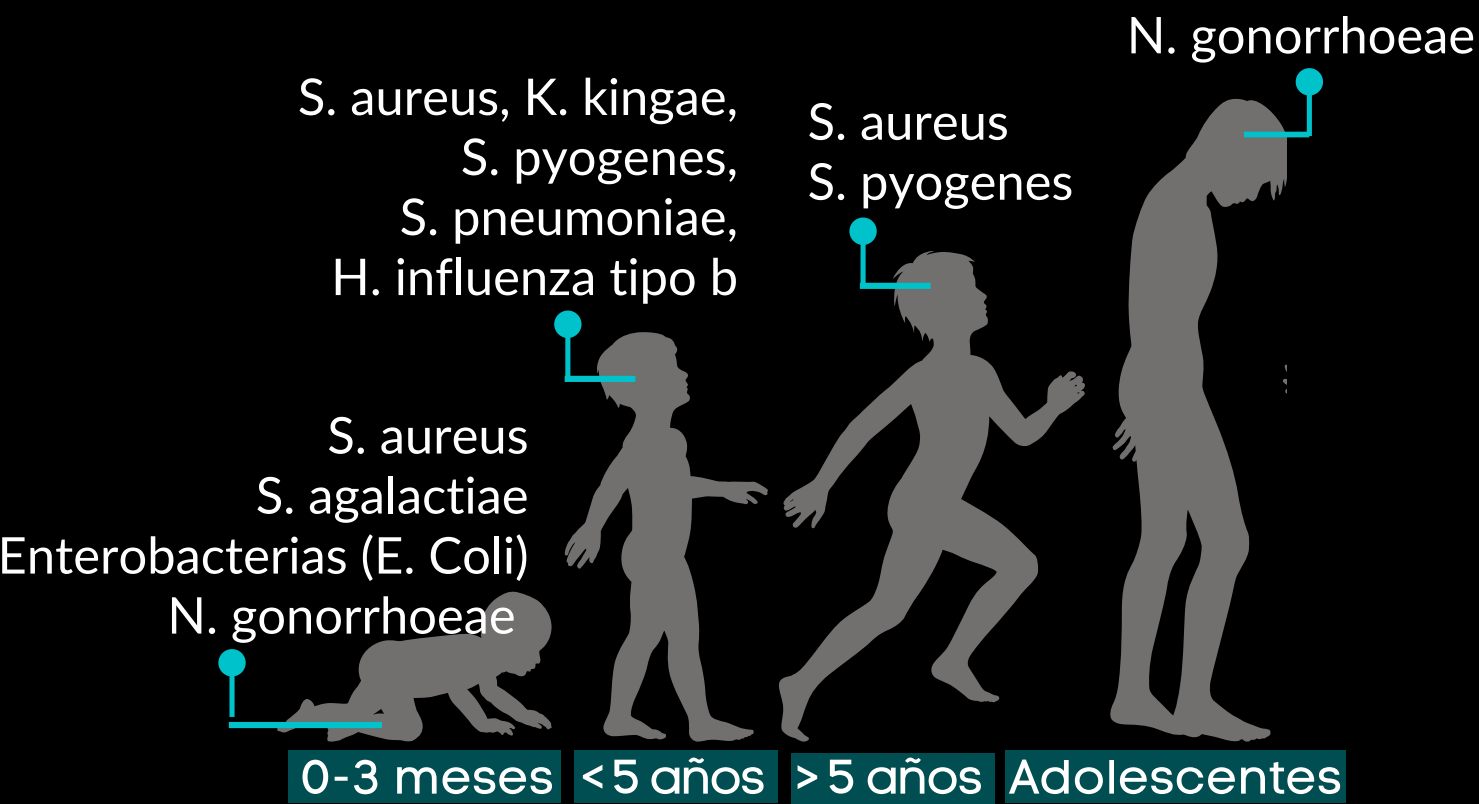 N. gonorrhoeae
S. aureus, K. kingae,
S. pyogenes,
S. pneumoniae,
H. influenza tipo b
S. aureus
S. pyogenes
S. aureus
S. agalactiae
Enterobacterias (E. Coli)
N. gonorrhoeae
0-3 meses
<5 años
>5 años
Adolescentes